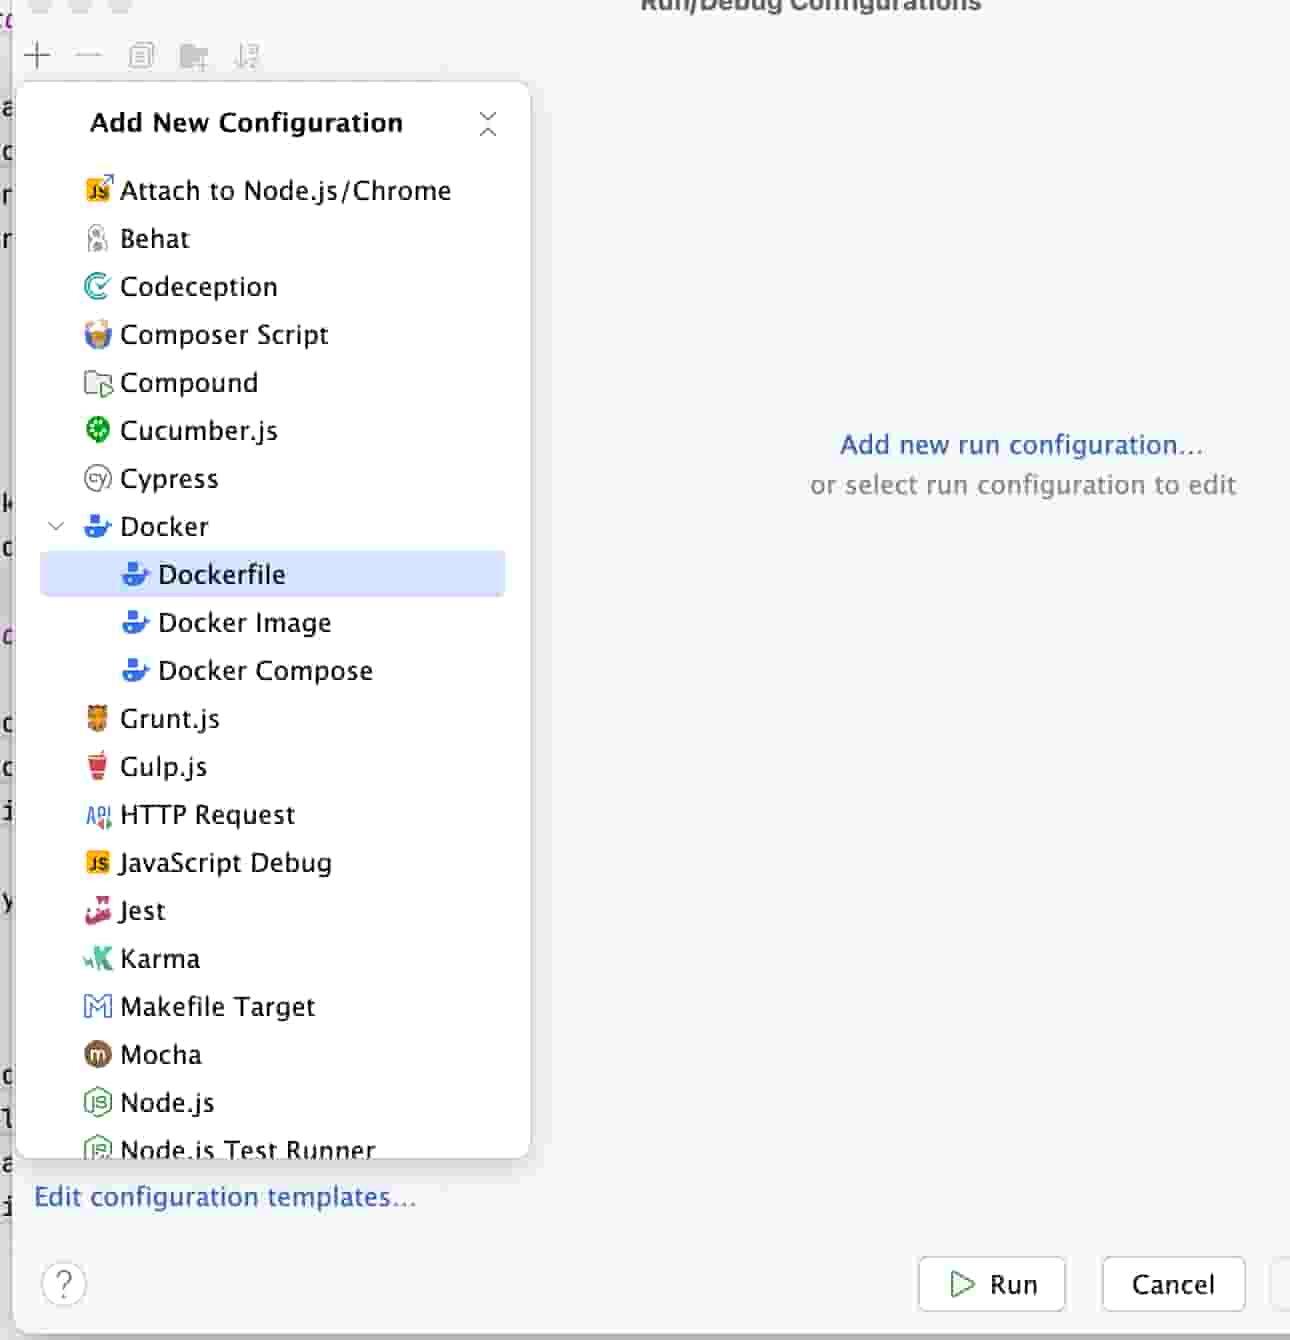 Run/Debug Configurations
Add New Configuration
Attach to Node.js/Chrome
Behat
Codeception
Composer Script
Compound
Cucumber.js
Cypress
Docker
Dockerfile
Docker Image
Docker Compose
Grunt.js
Gulp.js
HTTP Request
JavaScript Debug
Jest
Karma
Makefile Target
Mocha
Node.js
Node.js Test Runner
Add new run configuration...
or select run configuration to edit
Edit configuration templates...
?
Run
Cancel